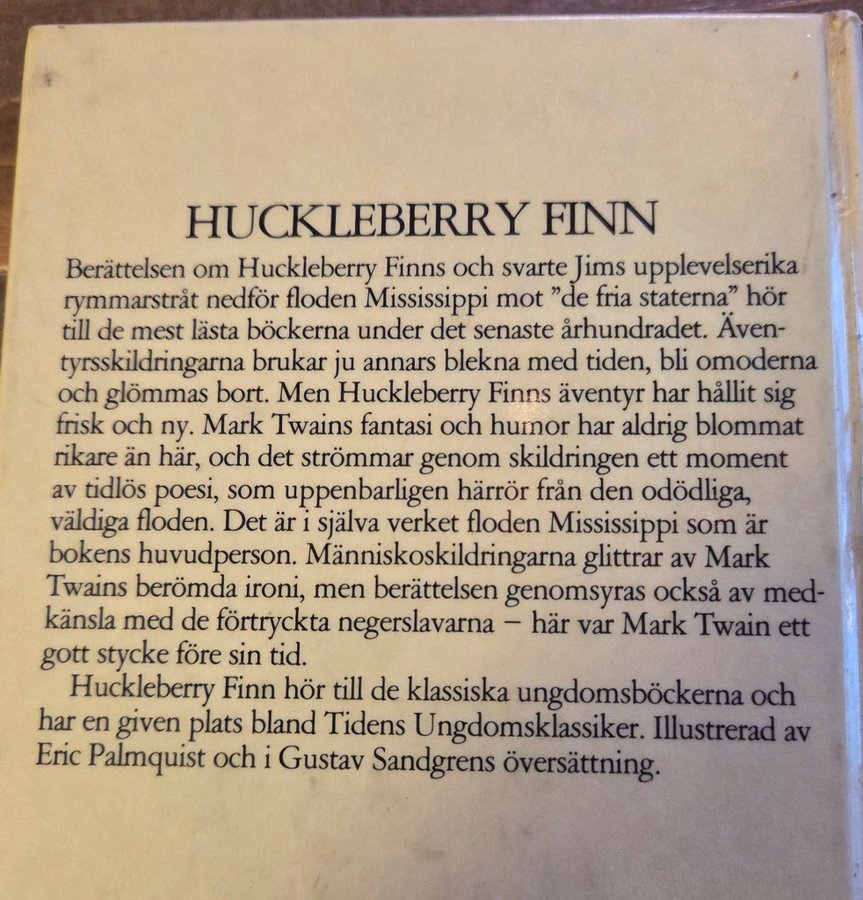 HUCKLEBERRY FINN
Berättelsen om Huckleberry Finns och svarte Jims upplevelserika
rymmarstråt nedför floden Mississippi mot ”de fria staterna” hör
till de mest lästa böckerna under det senaste århundradet. Även-
tyrsskildringarna brukar ju annars blekna med tiden, bli omoderna
och glömmas bort. Men Huckleberry Finns äventyr har hållit sig
frisk och ny. Mark Twains fantasi och humor har aldrig blommat
rikare än här, och det strömmar genom skildringen ett moment
av tidlös poesi, som uppenbarligen härrör från den odödliga,
väldiga floden. Det är i själva verket floden Mississippi som är
bokens huvudperson. Människoskildringarna glittrar av Mark
Twains berömda ironi, men berättelsen genomsyras också av med-
känsla med de förtryckta negerslavarna – här var Mark Twain ett
gott stycke före sin tid.
Huckleberry Finn hör till de klassiska ungdomsböckerna och
har en given plats bland Tidens Ungdomsklassiker. Illustrerad av
Eric Palmquist och i Gustav Sandgrens översättning.